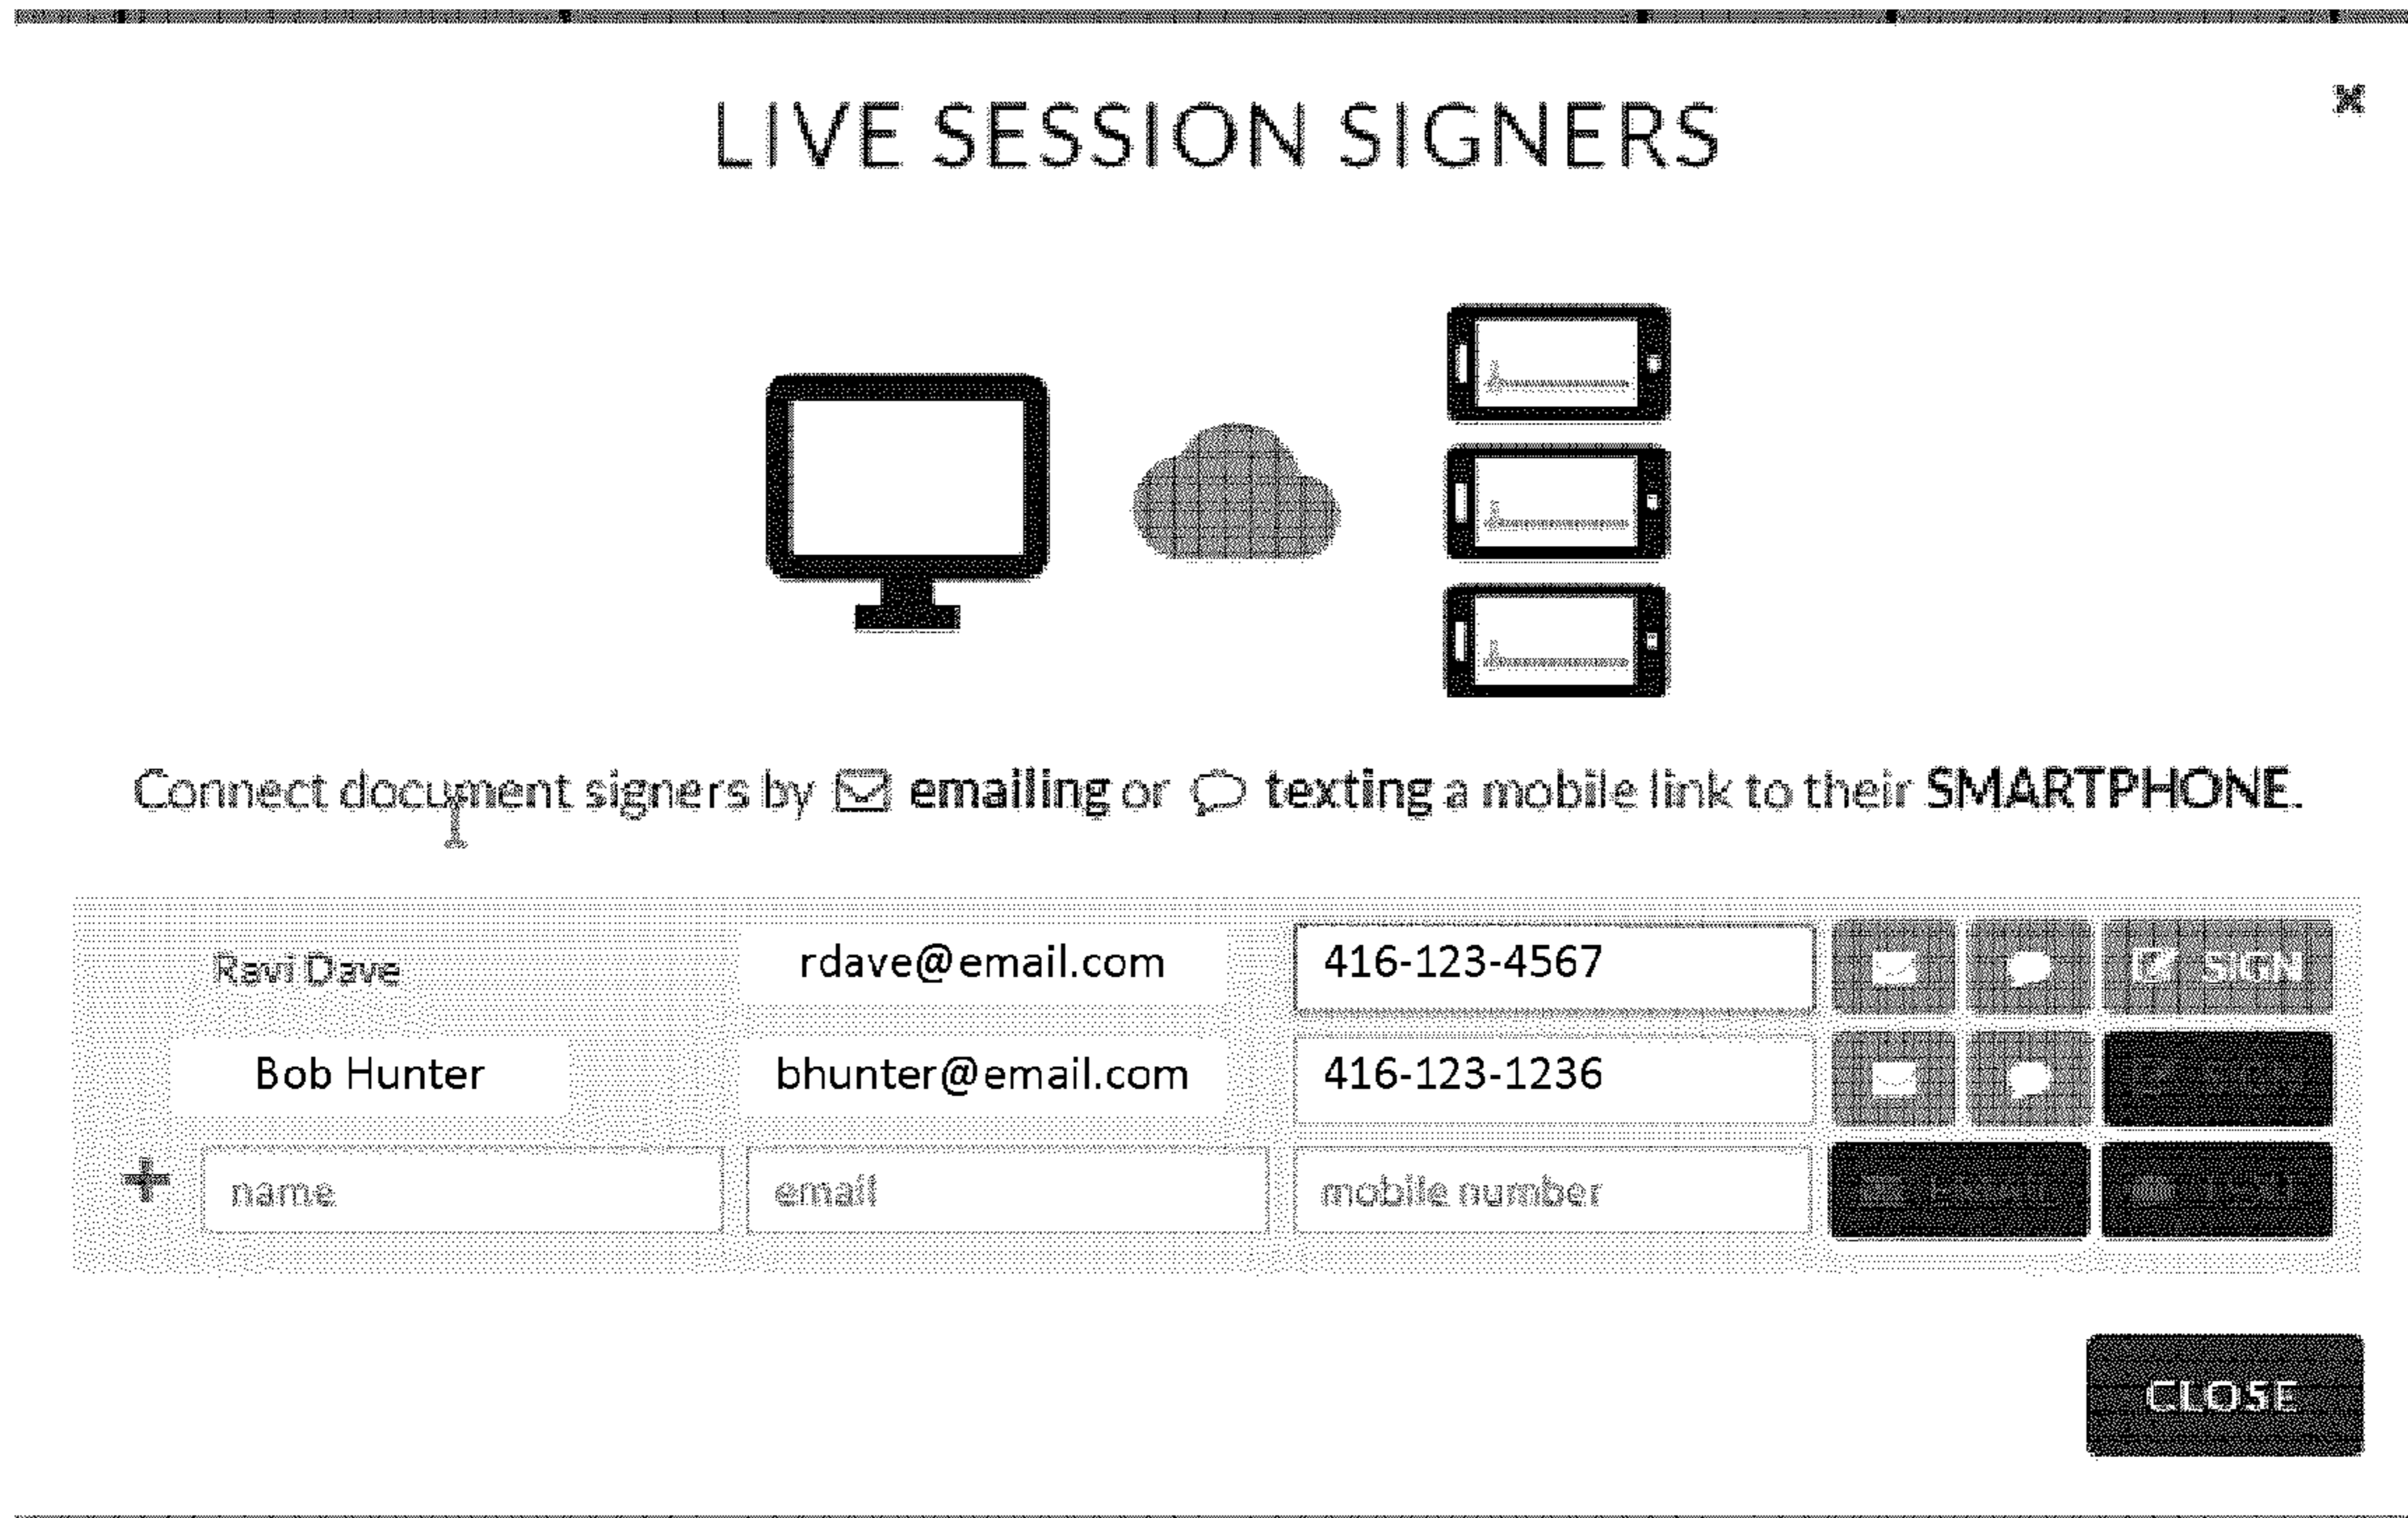 LIVE SESSION SIGNERS
Connect document signers by emailing or texting a mobile link to their SMARTPHONE.
Ravi Dave rdave@email.com 416-123-4567 SIGN
Bob Hunter bhunter@email.com 416-123-1236 SIGN
name email mobile number
CLOSE